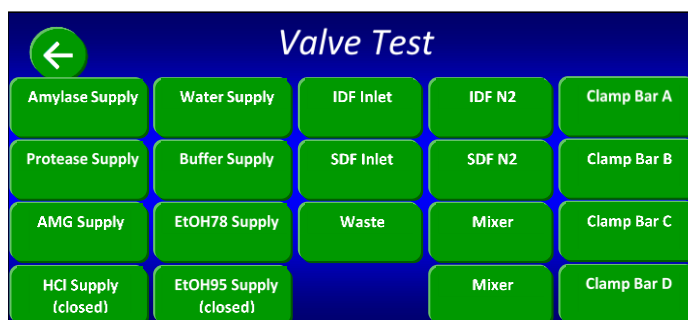 Valve Test
Amylase Supply
Water Supply
IDF Inlet
IDF N2
Clamp Bar A
Protease Supply
Buffer Supply
SDF Inlet
SDF N2
Clamp Bar B
AMG Supply
EtOH78 Supply
Waste
Mixer
Clamp Bar C
HCl Supply
(closed)
EtOH95 Supply
(closed)
Mixer
Clamp Bar D